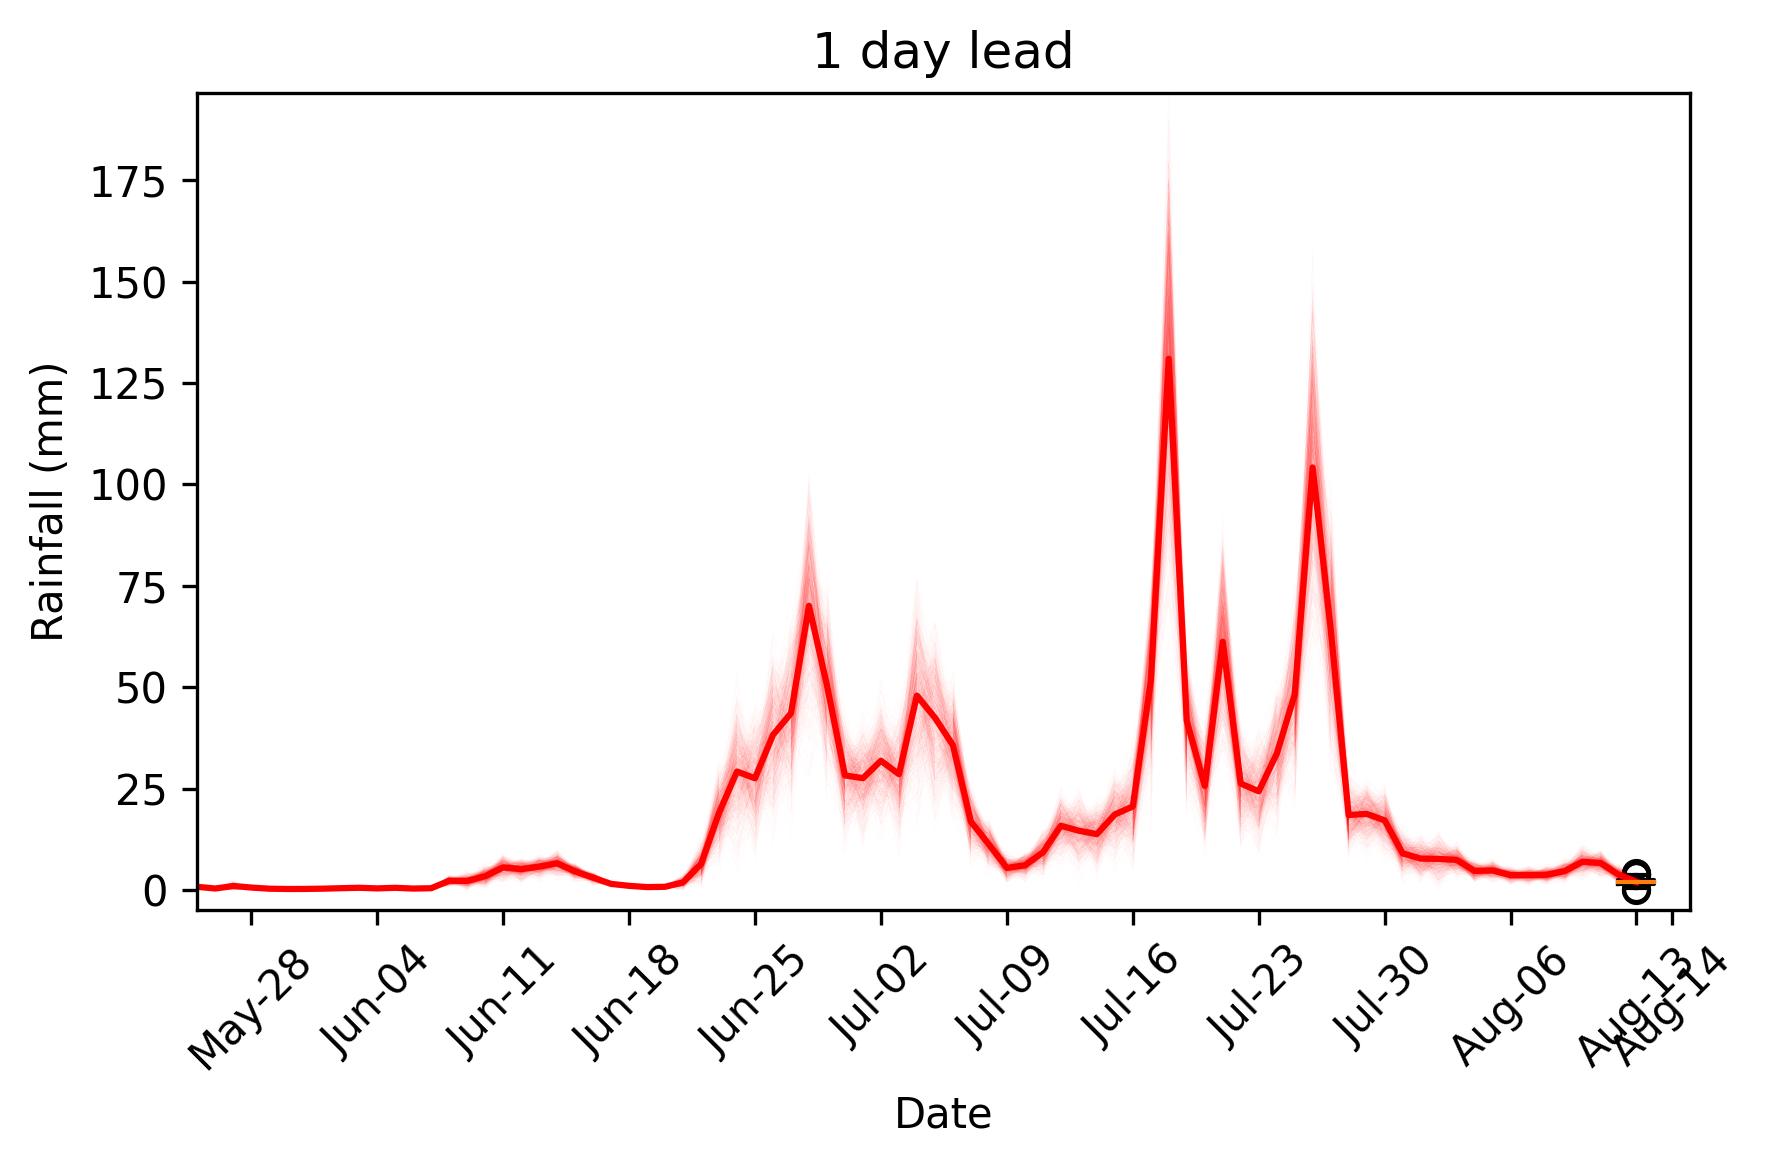 1 day lead
Rainfall (mm)
175
150
125
100
75
50
25
0
May-28
Jun-04
Jun-11
Jun-18
Jun-25
Jul-02
Jul-09
Jul-16
Jul-23
Jul-30
Aug-06
Aug-13
Aug-14
Date